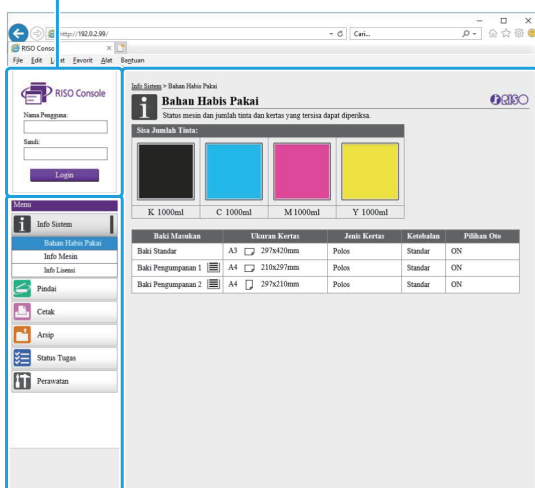 http://192.0.2.99/
Cari...
RISO Conso
File Edit L at Favorit Alat Bantuan
RISO Console
Nama Pengguna:
Sandi:
Login
Menu
Info Sistem
Bahan Habis Pakai
Info Mesin
Info Lisensi
Pindai
Cetak
Arsip
Status Tugas
Perawatan
Info Sistem > Bahan Habis Pakai
Bahan Habis Pakai
RISO
Status mesin dan jumlah tinta dan kertas yang tersisa dapat diperiksa.
Sisa Jumlah Tinta:
K 1000ml C 1000ml M 1000ml Y 1000ml
Baki Masukan Ukuran Kertas Jenis Kertas Ketebalan Pilihan Oto
Baki Standar A3 297x420mm Polos Standar ON
Baki Pengumpanan 1 A4 210x297mm Polos Standar ON
Baki Pengumpanan 2 A4 297x210mm Polos Standar ON